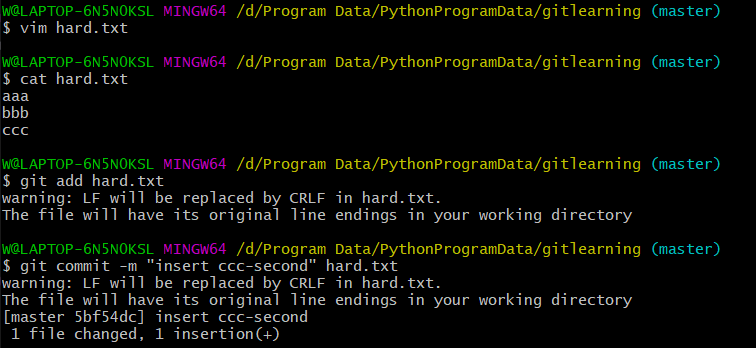 W@LAPTOP-6N5N0KSL MINGW64 /d/Program Data/PythonProgramData/gitlearning (master)
$ vim hard.txt
W@LAPTOP-6N5N0KSL MINGW64 /d/Program Data/PythonProgramData/gitlearning (master)
$ cat hard.txt
aaa
bbb
ccc
W@LAPTOP-6N5N0KSL MINGW64 /d/Program Data/PythonProgramData/gitlearning (master)
$ git add hard.txt
warning: LF will be replaced by CRLF in hard.txt.
The file will have its original line endings in your working directory
W@LAPTOP-6N5N0KSL MINGW64 /d/Program Data/PythonProgramData/gitlearning (master)
$ git commit -m "insert ccc-second" hard.txt
warning: LF will be replaced by CRLF in hard.txt.
The file will have its original line endings in your working directory
[master 5bf54dc] insert ccc-second
 1 file changed, 1 insertion(+)